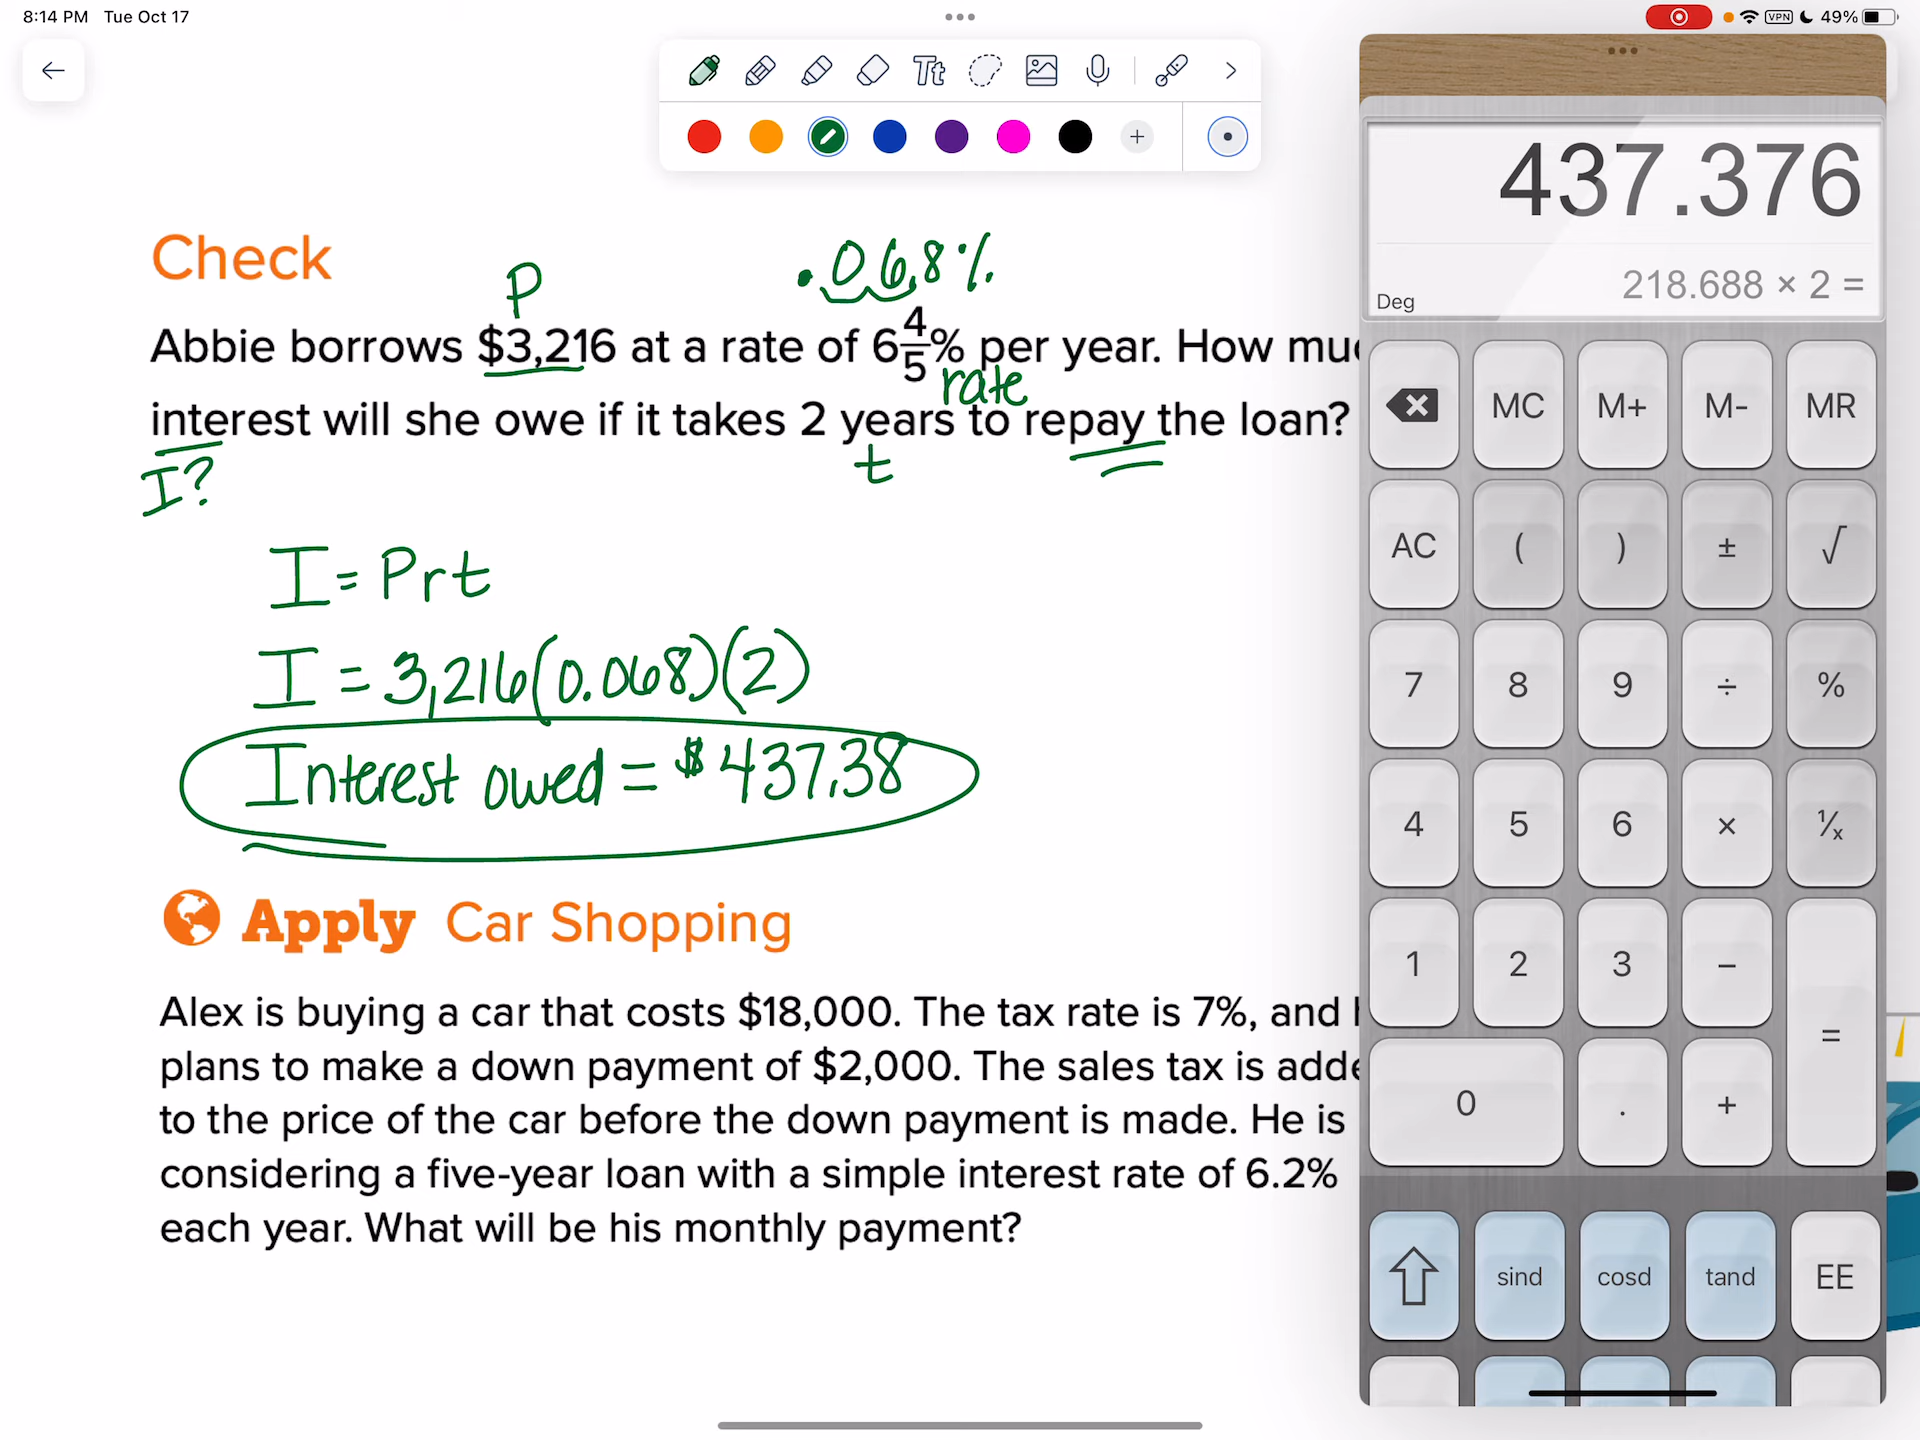 8:14 PM Tue Oct 17
VPN 49%
Tt
437.376
218.688 × 2 =
Deg
Check
P
.06.8%
Abbie borrows $3,216 at a rate of 6 4/5% per year. How muc
rate
interest will she owe if it takes 2 years to repay the loan?
I?
t
I = Prt
I = 3,216(0.068)(2)
Interest owed = $437.38
Apply Car Shopping
Alex is buying a car that costs $18,000. The tax rate is 7%, and h
plans to make a down payment of $2,000. The sales tax is adde
to the price of the car before the down payment is made. He is
considering a five-year loan with a simple interest rate of 6.2%
each year. What will be his monthly payment?
MC M+ M- MR
AC ( ) ± √
7 8 9 ÷ %
4 5 6 × 1/x
1 2 3 −
=
0 . +
sind cosd tand EE